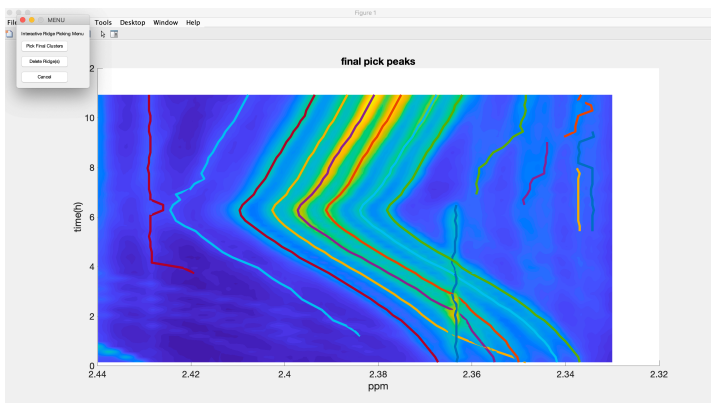 Figure 1
MENU
Tools Desktop Window Help
Interactive Ridge Picking Menu
Pick Final Clusters
Delete Ridge(s)
Cancel
final pick peaks
10
8
6
4
2
0
time(h)
2.44 2.42 2.4 2.38 2.36 2.34 2.32
ppm